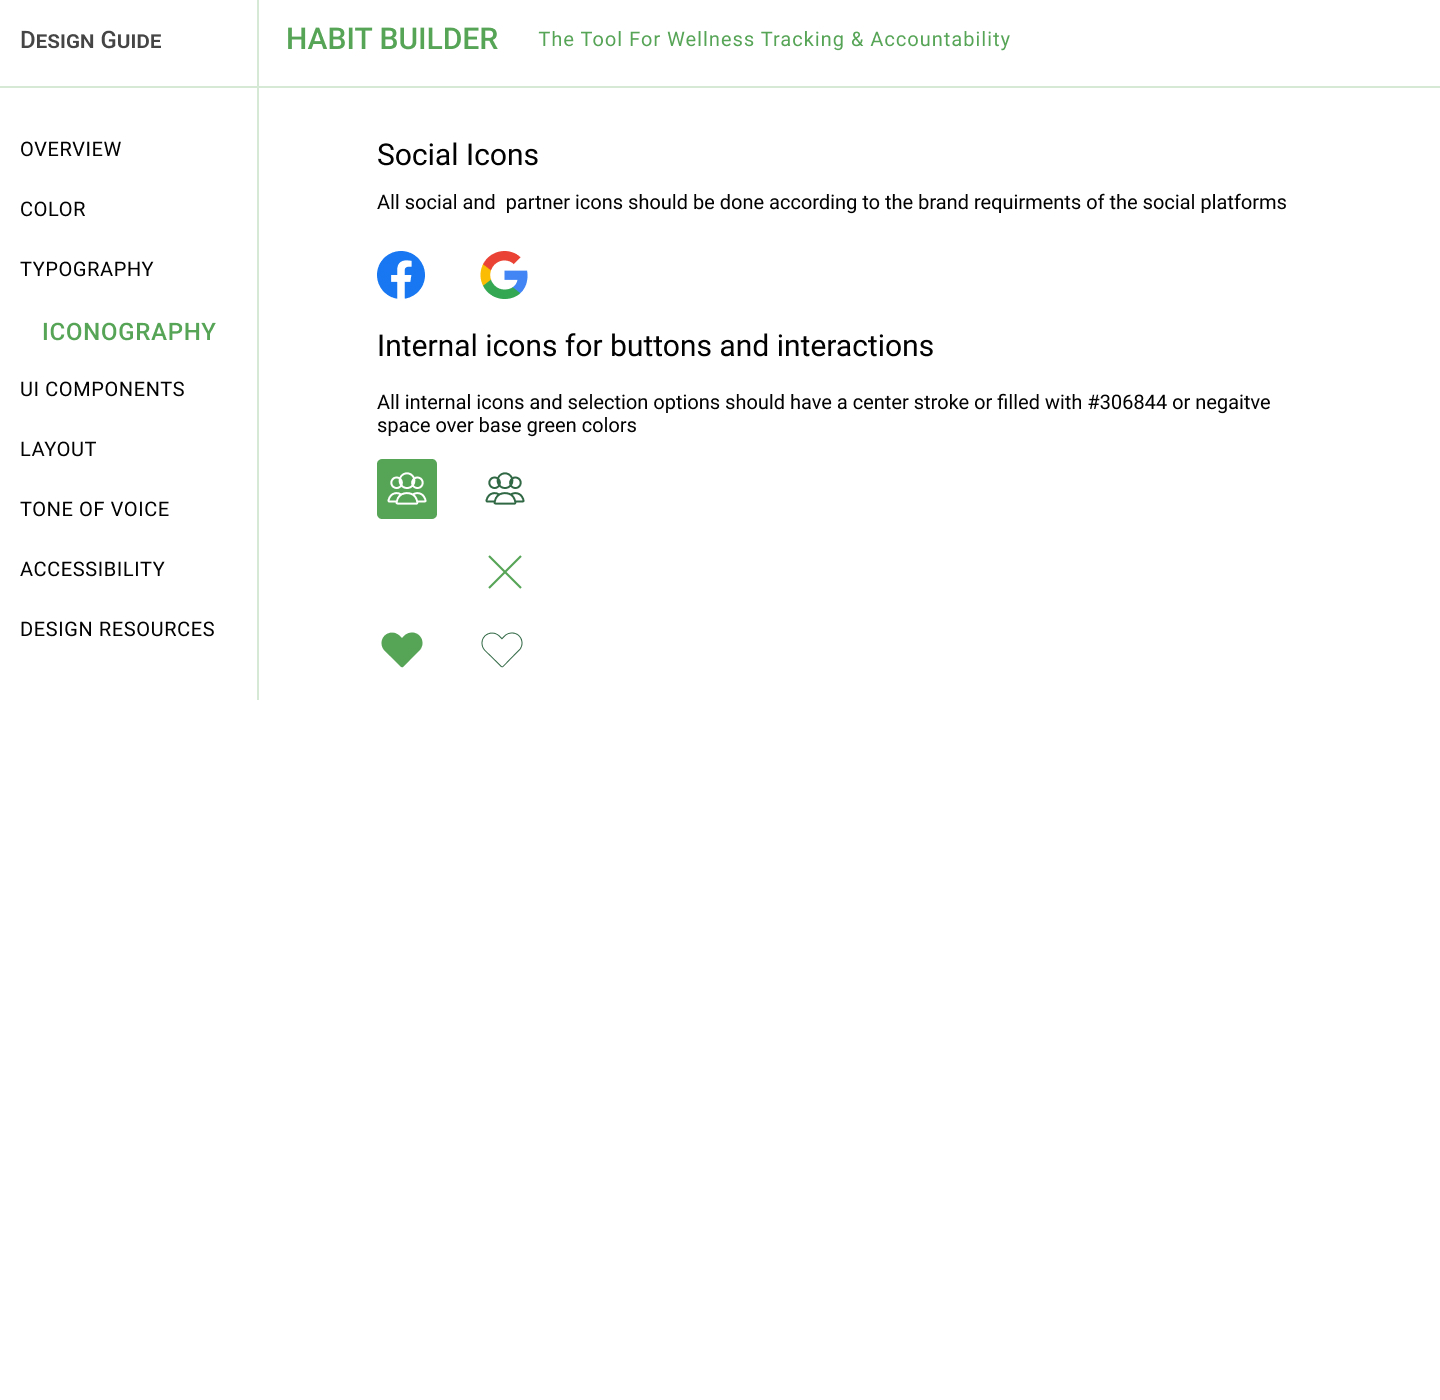 Design Guide
HABIT BUILDER
The Tool For Wellness Tracking & Accountability
OVERVIEW
COLOR
TYPOGRAPHY
ICONOGRAPHY
UI COMPONENTS
LAYOUT
TONE OF VOICE
ACCESSIBILITY
DESIGN RESOURCES
Social Icons
All social and  partner icons should be done according to the brand requirments of the social platforms
Internal icons for buttons and interactions
All internal icons and selection options should have a center stroke or filled with #306844 or negaitve
space over base green colors